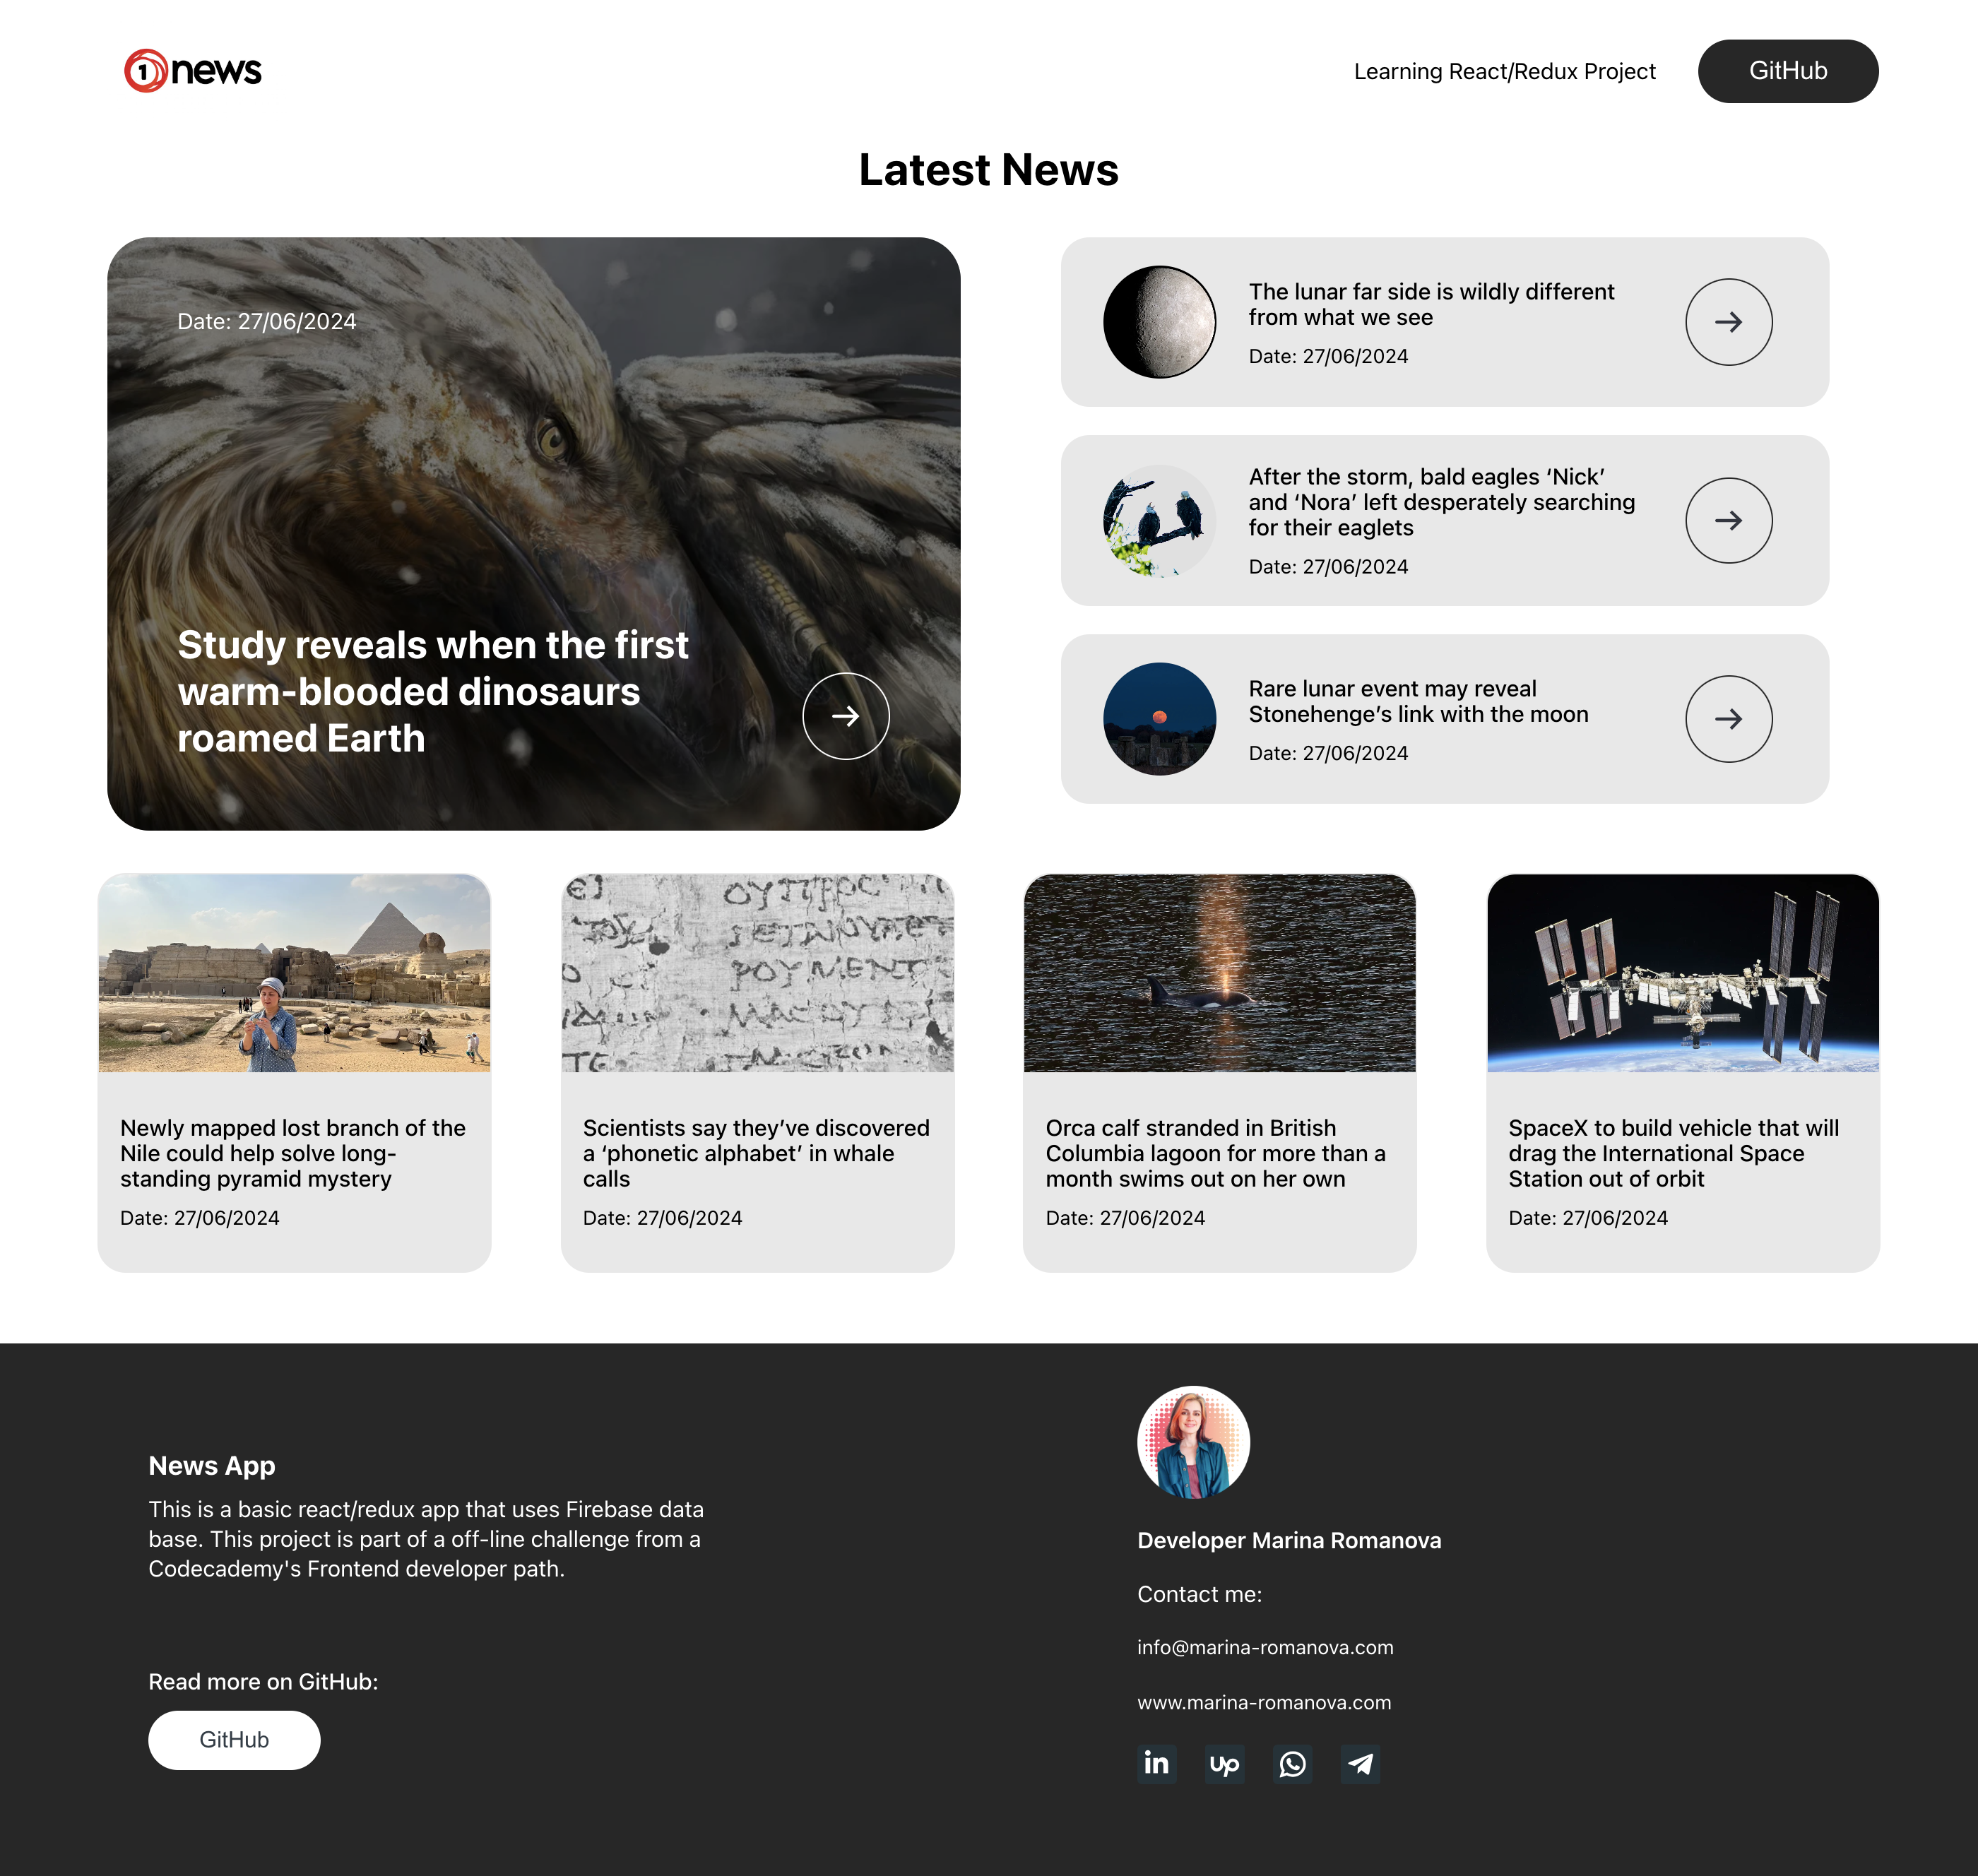 1news
Learning React/Redux Project
GitHub
Latest News
Date: 27/06/2024
Study reveals when the first
warm-blooded dinosaurs
roamed Earth
The lunar far side is wildly different
from what we see
Date: 27/06/2024
After the storm, bald eagles ‘Nick’
and ‘Nora’ left desperately searching
for their eaglets
Date: 27/06/2024
Rare lunar event may reveal
Stonehenge’s link with the moon
Date: 27/06/2024
Newly mapped lost branch of the
Nile could help solve long-
standing pyramid mystery
Date: 27/06/2024
Scientists say they’ve discovered
a ‘phonetic alphabet’ in whale
calls
Date: 27/06/2024
Orca calf stranded in British
Columbia lagoon for more than a
month swims out on her own
Date: 27/06/2024
SpaceX to build vehicle that will
drag the International Space
Station out of orbit
Date: 27/06/2024
News App
This is a basic react/redux app that uses Firebase data
base. This project is part of a off-line challenge from a
Codecademy's Frontend developer path.
Read more on GitHub:
GitHub
Developer Marina Romanova
Contact me:
info@marina-romanova.com
www.marina-romanova.com
in up